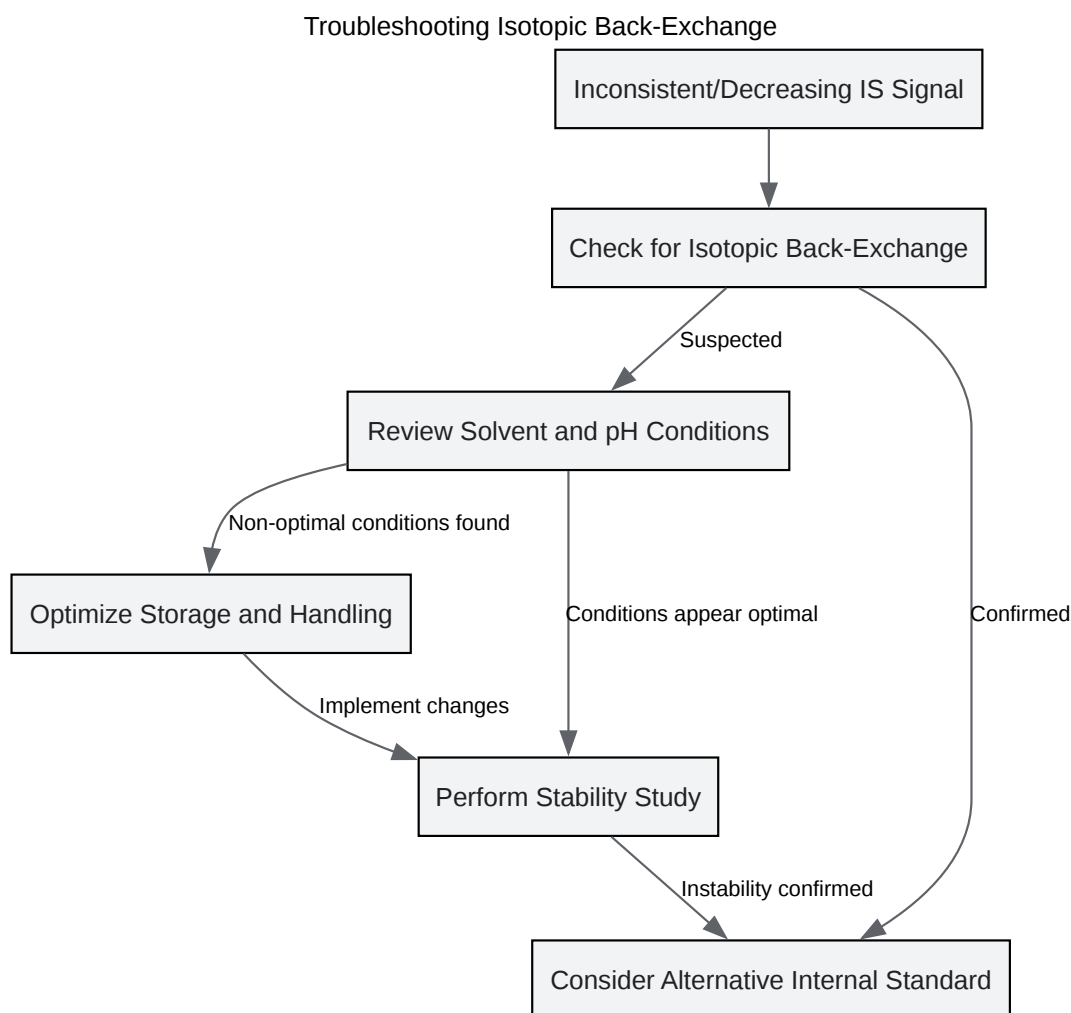 Troubleshooting Isotopic Back-Exchange
Inconsistent/Decreasing IS Signal
Check for Isotopic Back-Exchange
Suspected
Review Solvent and pH Conditions
Non-optimal conditions found
Optimize Storage and Handling
Conditions appear optimal
Confirmed
Implement changes
Perform Stability Study
Instability confirmed
Consider Alternative Internal Standard